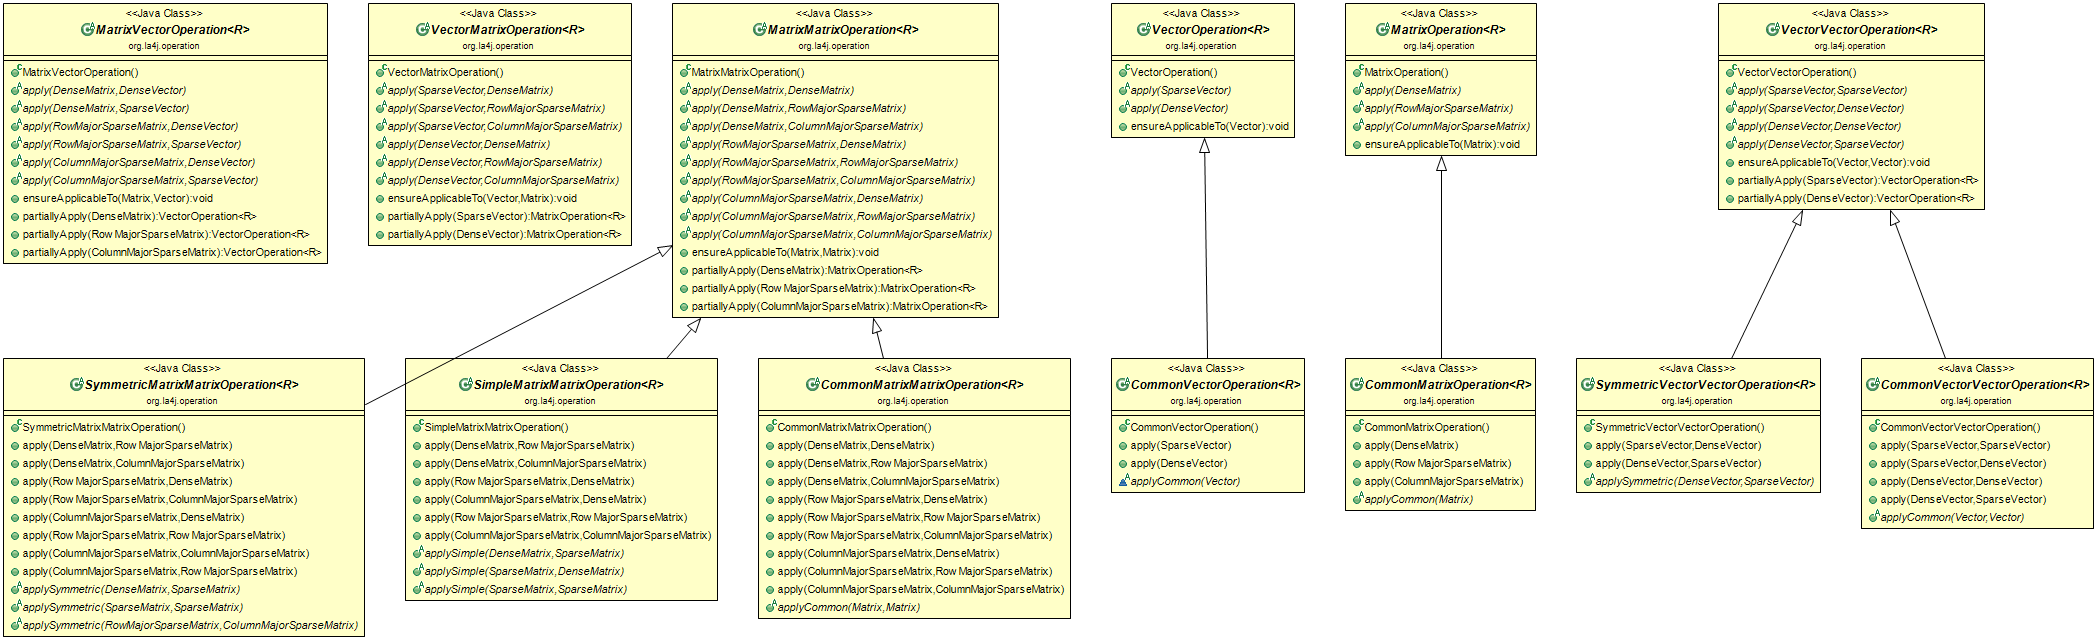 <<Java Class>>
MatrixVectorOperation<R>
org.la4j.operation
MatrixVectorOperation()
apply(DenseMatrix,DenseVector)
apply(DenseMatrix,SparseVector)
apply(RowMajorSparseMatrix,DenseVector)
apply(RowMajorSparseMatrix,SparseVector)
apply(ColumnMajorSparseMatrix,DenseVector)
apply(ColumnMajorSparseMatrix,SparseVector)
ensureApplicableTo(Matrix,Vector):void
partiallyApply(DenseMatrix):VectorOperation<R>
partiallyApply(RowMajorSparseMatrix):VectorOperation<R>
partiallyApply(ColumnMajorSparseMatrix):VectorOperation<R>
<<Java Class>>
VectorMatrixOperation<R>
org.la4j.operation
VectorMatrixOperation()
apply(SparseVector,DenseMatrix)
apply(SparseVector,RowMajorSparseMatrix)
apply(SparseVector,ColumnMajorSparseMatrix)
apply(DenseVector,DenseMatrix)
apply(DenseVector,RowMajorSparseMatrix)
apply(DenseVector,ColumnMajorSparseMatrix)
ensureApplicableTo(Vector,Matrix):void
partiallyApply(SparseVector):MatrixOperation<R>
partiallyApply(DenseVector):MatrixOperation<R>
<<Java Class>>
MatrixMatrixOperation<R>
org.la4j.operation
MatrixMatrixOperation()
apply(DenseMatrix,DenseMatrix)
apply(DenseMatrix,RowMajorSparseMatrix)
apply(DenseMatrix,ColumnMajorSparseMatrix)
apply(RowMajorSparseMatrix,DenseMatrix)
apply(RowMajorSparseMatrix,RowMajorSparseMatrix)
apply(RowMajorSparseMatrix,ColumnMajorSparseMatrix)
apply(ColumnMajorSparseMatrix,DenseMatrix)
apply(ColumnMajorSparseMatrix,RowMajorSparseMatrix)
apply(ColumnMajorSparseMatrix,ColumnMajorSparseMatrix)
ensureApplicableTo(Matrix,Matrix):void
partiallyApply(DenseMatrix):MatrixOperation<R>
partiallyApply(RowMajorSparseMatrix):MatrixOperation<R>
partiallyApply(ColumnMajorSparseMatrix):MatrixOperation<R>
<<Java Class>>
VectorOperation<R>
org.la4j.operation
VectorOperation()
apply(SparseVector)
apply(DenseVector)
ensureApplicableTo(Vector):void
<<Java Class>>
MatrixOperation<R>
org.la4j.operation
MatrixOperation()
apply(DenseMatrix)
apply(RowMajorSparseMatrix)
apply(ColumnMajorSparseMatrix)
ensureApplicableTo(Matrix):void
<<Java Class>>
VectorVectorOperation<R>
org.la4j.operation
VectorVectorOperation()
apply(SparseVector,SparseVector)
apply(SparseVector,DenseVector)
apply(DenseVector,DenseVector)
apply(DenseVector,SparseVector)
ensureApplicableTo(Vector,Vector):void
partiallyApply(SparseVector):VectorOperation<R>
partiallyApply(DenseVector):VectorOperation<R>
<<Java Class>>
SymmetricMatrixMatrixOperation<R>
org.la4j.operation
SymmetricMatrixMatrixOperation()
apply(DenseMatrix,RowMajorSparseMatrix)
apply(DenseMatrix,ColumnMajorSparseMatrix)
apply(RowMajorSparseMatrix,DenseMatrix)
apply(RowMajorSparseMatrix,ColumnMajorSparseMatrix)
apply(ColumnMajorSparseMatrix,DenseMatrix)
apply(RowMajorSparseMatrix,RowMajorSparseMatrix)
apply(ColumnMajorSparseMatrix,ColumnMajorSparseMatrix)
apply(ColumnMajorSparseMatrix,RowMajorSparseMatrix)
applySymmetric(DenseMatrix,SparseMatrix)
applySymmetric(SparseMatrix,SparseMatrix)
applySymmetric(RowMajorSparseMatrix,ColumnMajorSparseMatrix)
<<Java Class>>
SimpleMatrixMatrixOperation<R>
org.la4j.operation
SimpleMatrixMatrixOperation()
apply(DenseMatrix,RowMajorSparseMatrix)
apply(DenseMatrix,ColumnMajorSparseMatrix)
apply(RowMajorSparseMatrix,DenseMatrix)
apply(ColumnMajorSparseMatrix,DenseMatrix)
apply(RowMajorSparseMatrix,RowMajorSparseMatrix)
apply(ColumnMajorSparseMatrix,ColumnMajorSparseMatrix)
applySimple(DenseMatrix,SparseMatrix)
applySimple(SparseMatrix,DenseMatrix)
applySimple(SparseMatrix,SparseMatrix)
<<Java Class>>
CommonMatrixMatrixOperation<R>
org.la4j.operation
CommonMatrixMatrixOperation()
apply(DenseMatrix,DenseMatrix)
apply(DenseMatrix,RowMajorSparseMatrix)
apply(DenseMatrix,ColumnMajorSparseMatrix)
apply(RowMajorSparseMatrix,DenseMatrix)
apply(RowMajorSparseMatrix,RowMajorSparseMatrix)
apply(RowMajorSparseMatrix,ColumnMajorSparseMatrix)
apply(ColumnMajorSparseMatrix,DenseMatrix)
apply(ColumnMajorSparseMatrix,RowMajorSparseMatrix)
apply(ColumnMajorSparseMatrix,ColumnMajorSparseMatrix)
applyCommon(Matrix,Matrix)
<<Java Class>>
CommonVectorOperation<R>
org.la4j.operation
CommonVectorOperation()
apply(SparseVector)
apply(DenseVector)
applyCommon(Vector)
<<Java Class>>
CommonMatrixOperation<R>
org.la4j.operation
CommonMatrixOperation()
apply(DenseMatrix)
apply(RowMajorSparseMatrix)
apply(ColumnMajorSparseMatrix)
applyCommon(Matrix)
<<Java Class>>
SymmetricVectorVectorOperation<R>
org.la4j.operation
SymmetricVectorVectorOperation()
apply(SparseVector,DenseVector)
apply(DenseVector,SparseVector)
applySymmetric(DenseVector,SparseVector)
<<Java Class>>
CommonVectorVectorOperation<R>
org.la4j.operation
CommonVectorVectorOperation()
apply(SparseVector,SparseVector)
apply(SparseVector,DenseVector)
apply(DenseVector,DenseVector)
apply(DenseVector,SparseVector)
applyCommon(Vector,Vector)